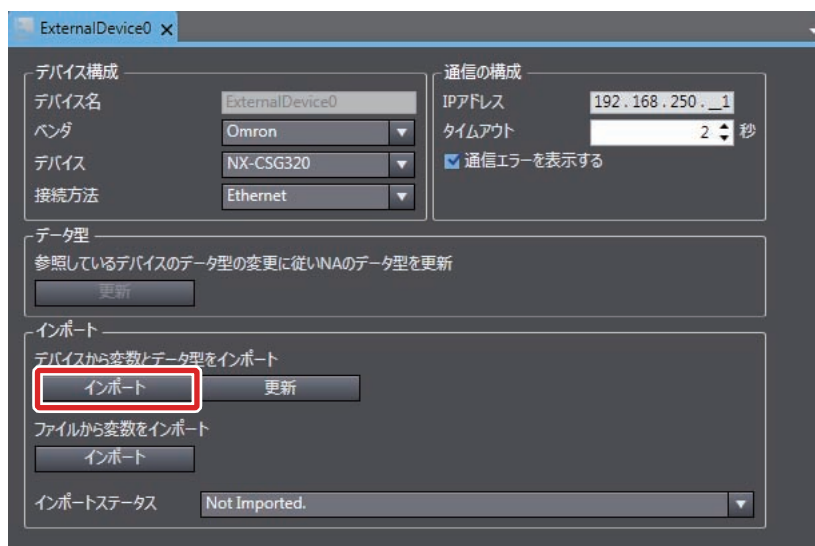 ExternalDevice0
デバイス構成
デバイス名 ExternalDevice0
ベンダ Omron
デバイス NX-CSG320
接続方法 Ethernet
通信の構成
IPアドレス 192.168.250.__1
タイムアウト 2 秒
通信エラーを表示する
データ型
参照しているデバイスのデータ型の変更に従いNAのデータ型を更新
更新
インポート
デバイスから変数とデータ型をインポート
インポート 更新
ファイルから変数をインポート
インポート
インポートステータス Not Imported.